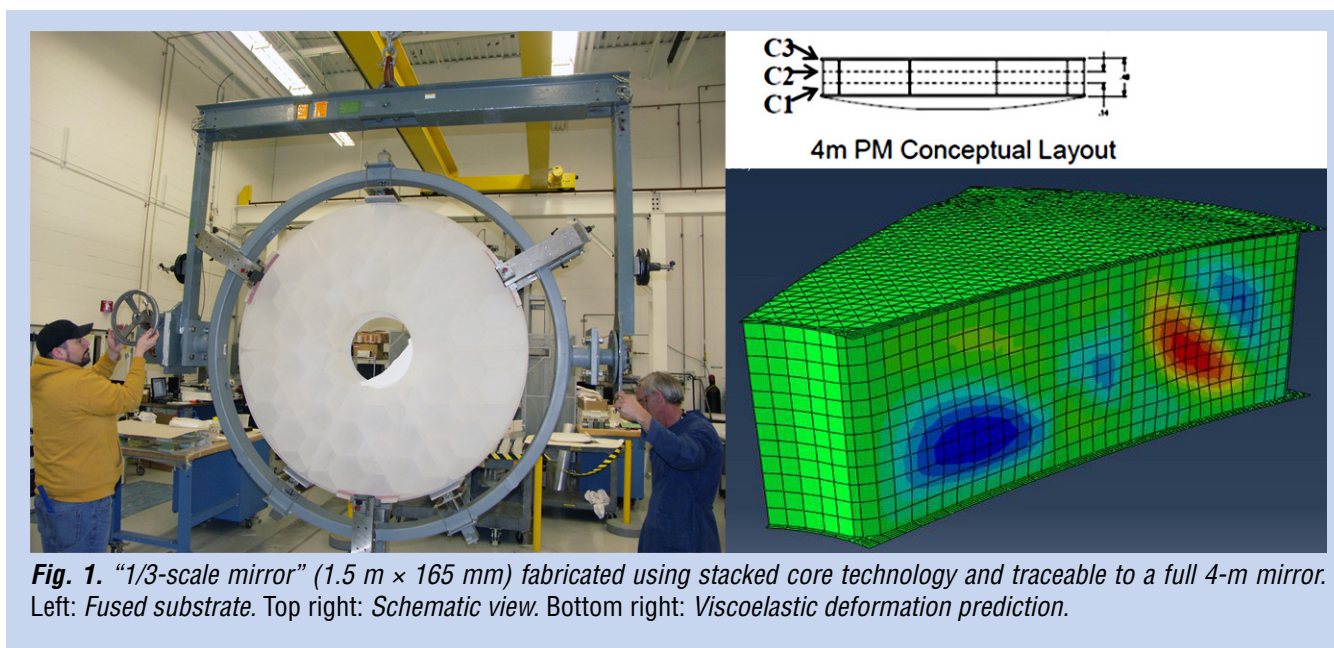 C3
C2
C1
.14
4m PM Conceptual Layout
Fig. 1. “1/3-scale mirror” (1.5 m × 165 mm) fabricated using stacked core technology and traceable to a full 4-m mirror.
Left: Fused substrate. Top right: Schematic view. Bottom right: Viscoelastic deformation prediction.